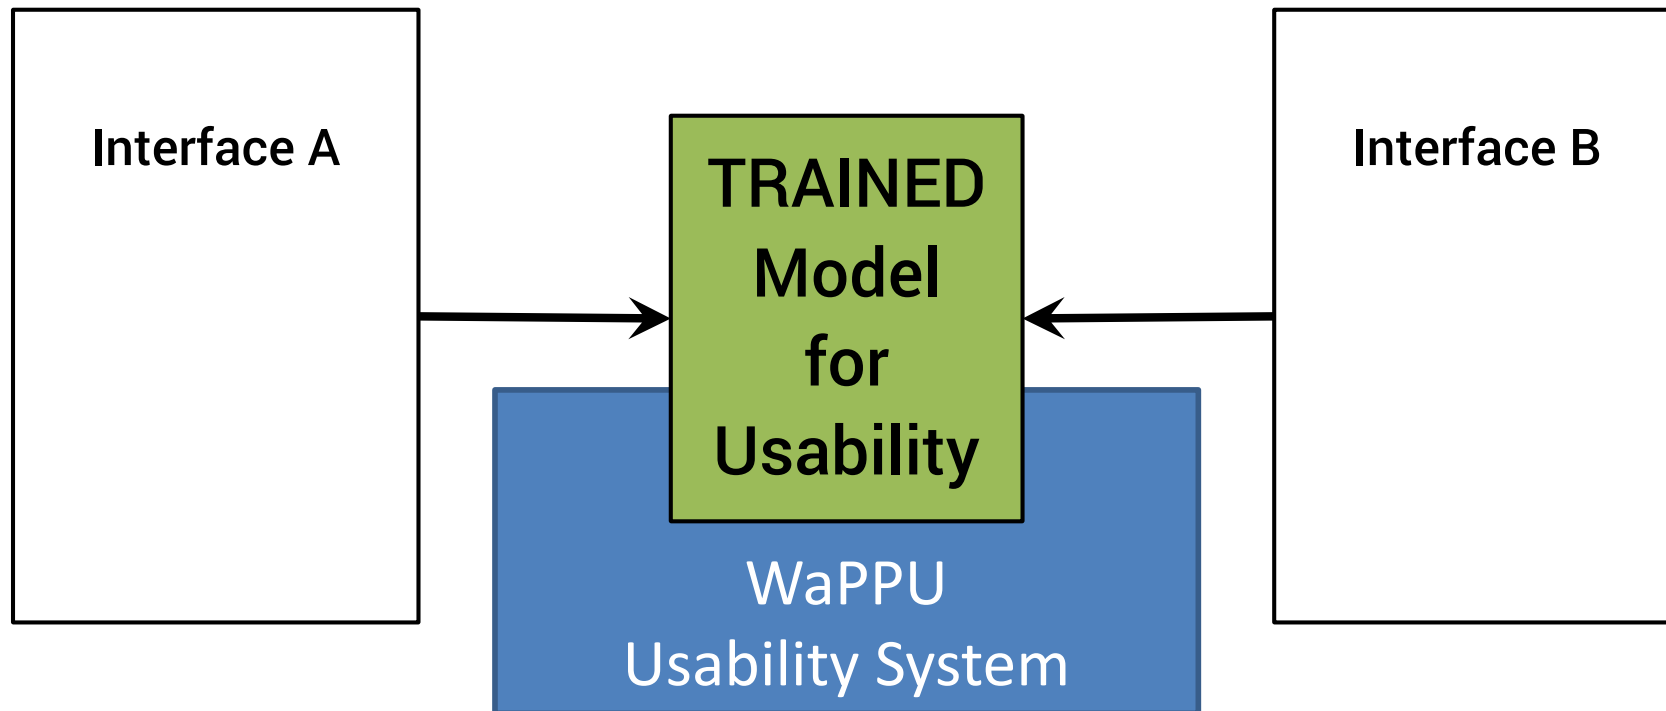 Interface A
TRAINED
Model
for
Usability
Interface B
WaPPU
Usability System